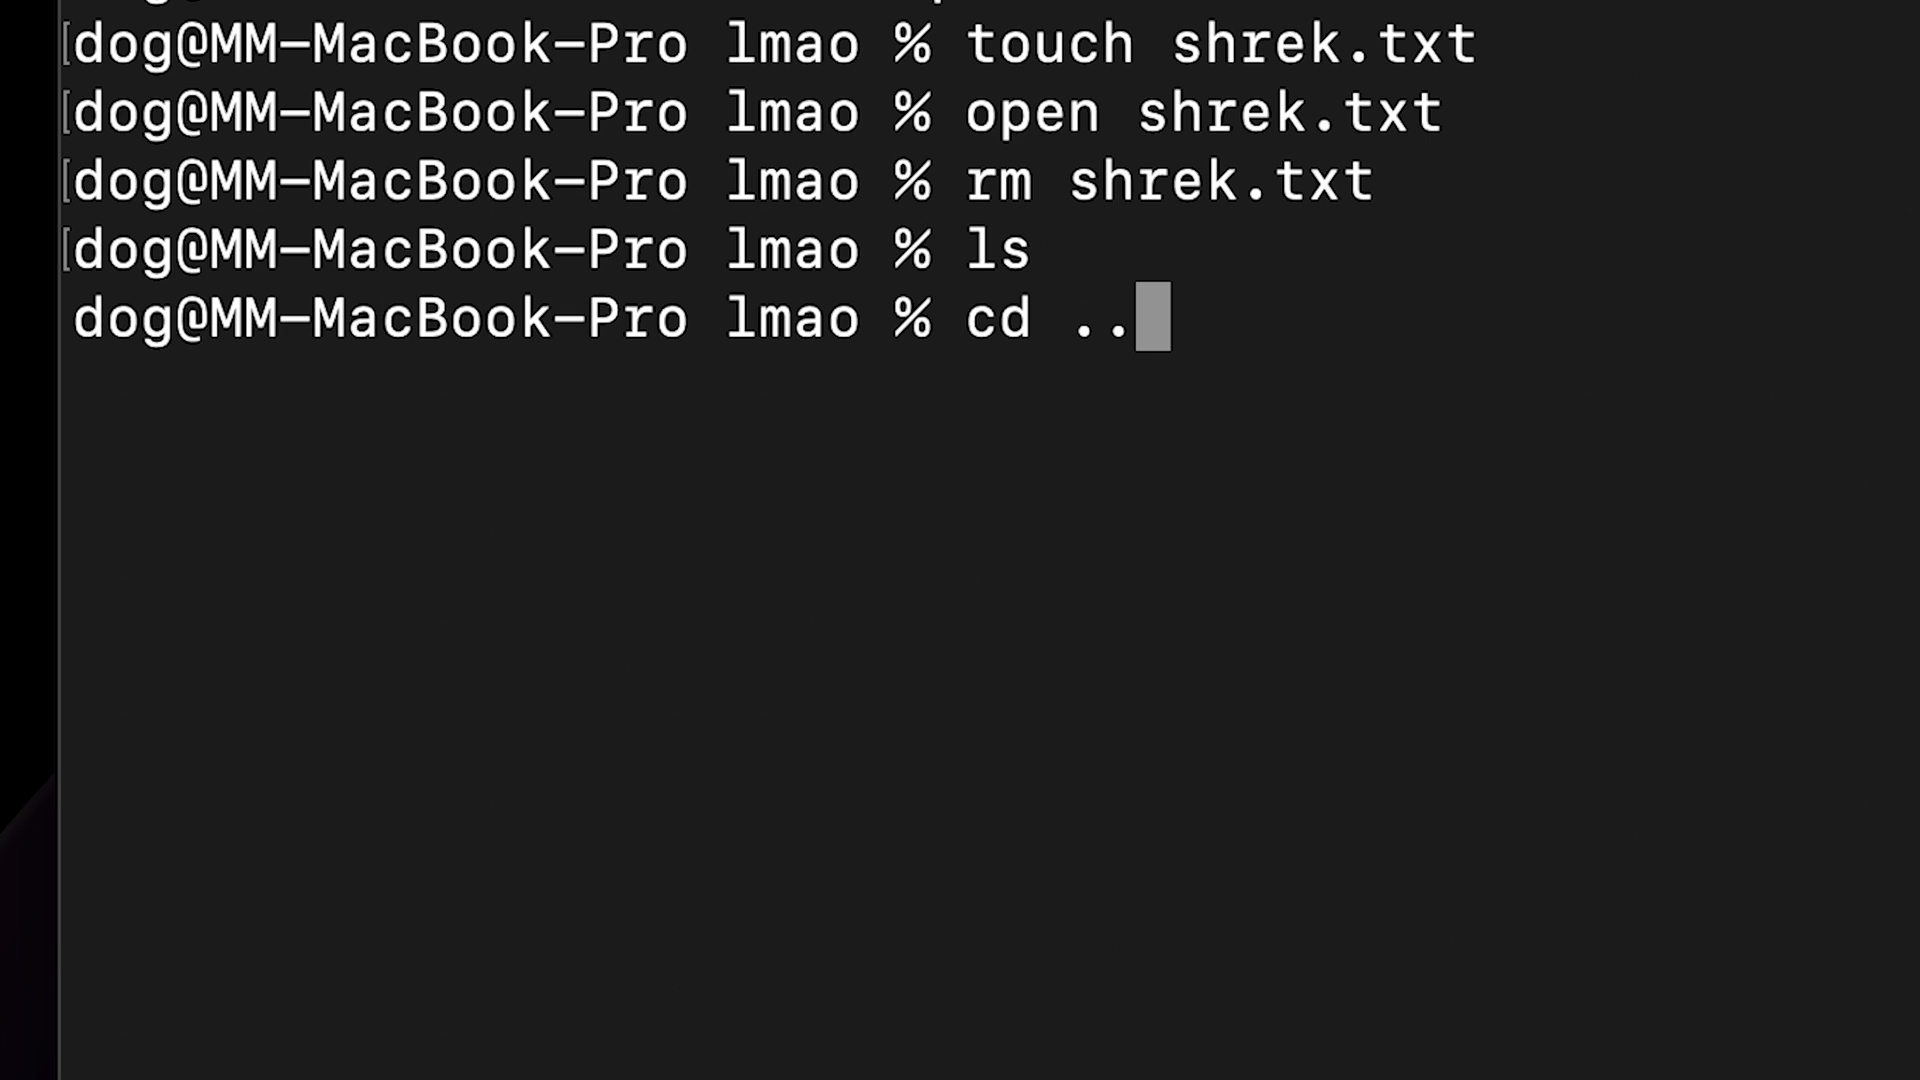 [dog@MM-MacBook-Pro lmao % touch shrek.txt
[dog@MM-MacBook-Pro lmao % open shrek.txt
[dog@MM-MacBook-Pro lmao % rm shrek.txt
[dog@MM-MacBook-Pro lmao % ls
dog@MM-MacBook-Pro lmao % cd ..